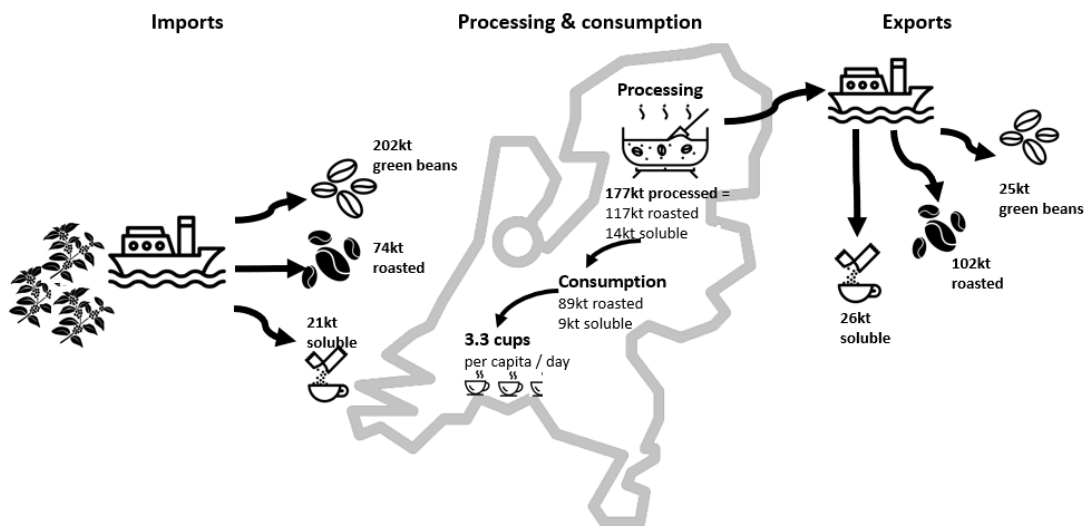 Imports
202kt
green beans
74kt
roasted
21kt
soluble
Processing & consumption
Processing
177kt processed =
117kt roasted
14kt soluble
Consumption
89kt roasted
9kt soluble
3.3 cups
per capita / day
Exports
25kt
green beans
102kt
roasted
26kt
soluble